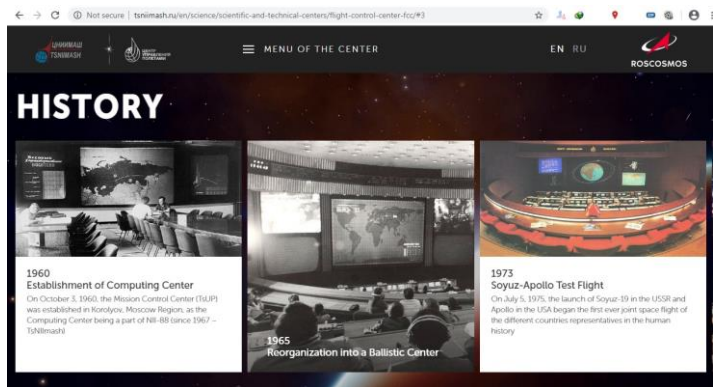 Not secure | tsniimash.ru/en/science/scientific-and-technical-centers/flight-control-center-fcc/#3
ЦНИИМАШ
TSNIIMASH
ЦЕНТР
УПРАВЛЕНИЯ
ПОЛЕТАМИ
MENU OF THE CENTER
EN RU
ROSCOSMOS
HISTORY
1960
Establishment of Computing Center
On October 3, 1960, the Mission Control Center (TsUP)
was established in Korolyov, Moscow Region, as the
Computing Center being a part of NII-88 (since 1967 –
TsNIImash)
1965
Reorganization into a Ballistic Center
1973
Soyuz-Apollo Test Flight
On July 5, 1975, the launch of Soyuz-19 in the USSR and
Apollo in the USA began the first ever joint space flight of
the different countries representatives in the human
history